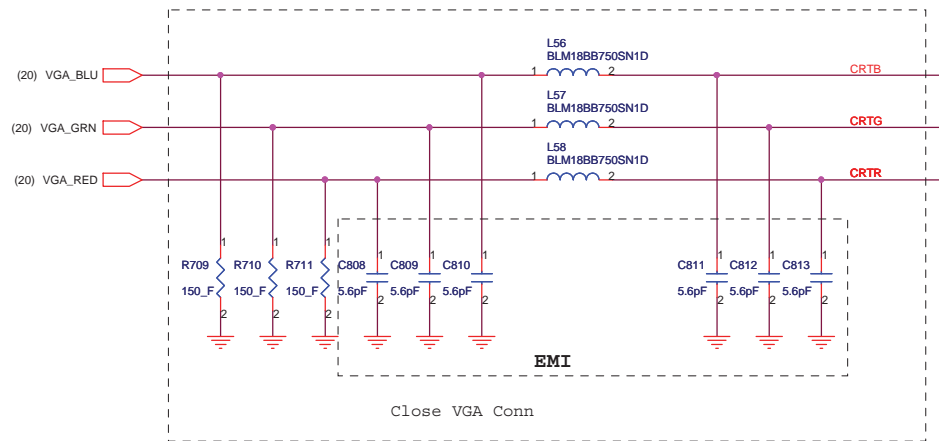 L56
BLM18BB750SN1D
(20) VGA_BLU
1
2
CRTB
L57
BLM18BB750SN1D
(20) VGA_GRN
1
2
CRTG
L58
BLM18BB750SN1D
(20) VGA_RED
1
2
CRTR
1
1
1
1
1
1
1
1
1
R709
R710
R711
C808
C809
C810
C811
C812
C813
150_F
150_F
150_F
5.6pF
5.6pF
5.6pF
5.6pF
5.6pF
5.6pF
2
2
2
2
2
2
2
2
2
EMI
Close VGA Conn